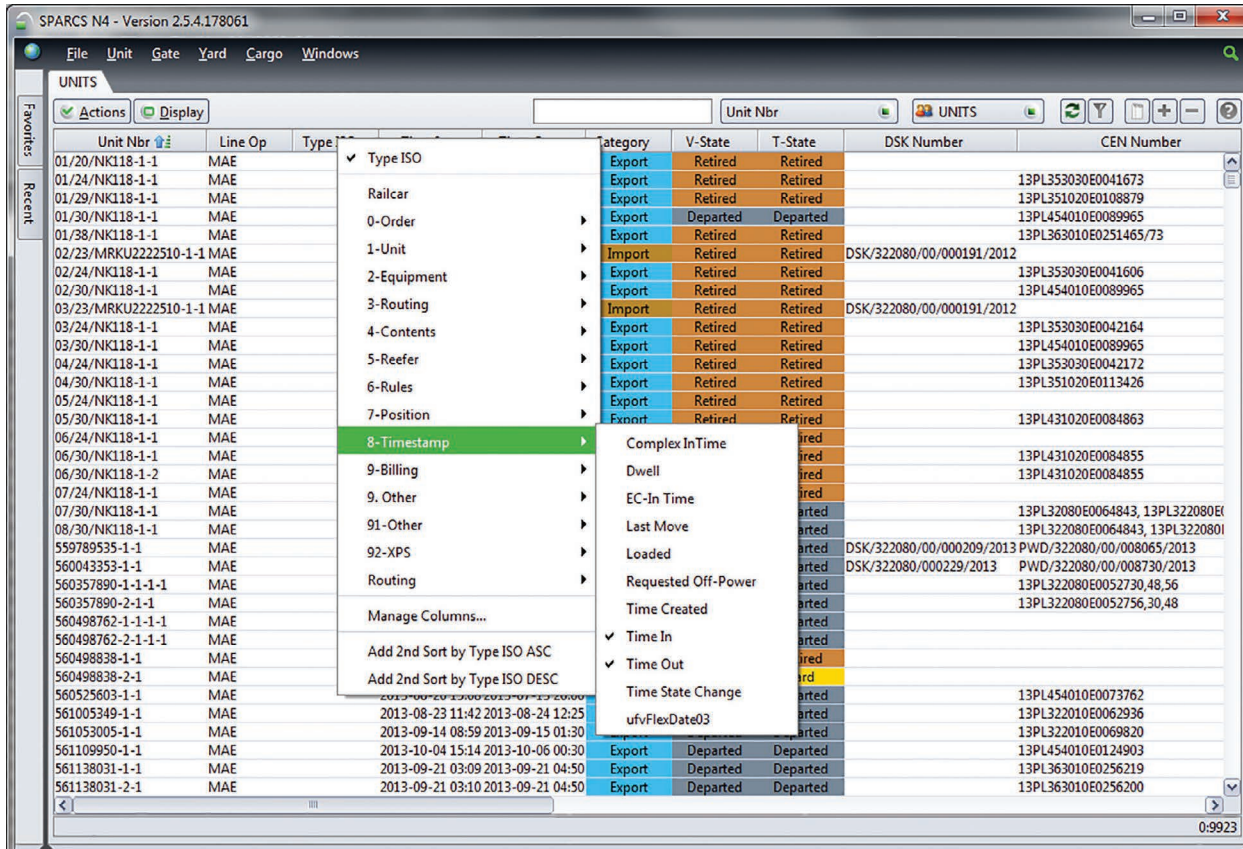 SPARCS N4 - Version 2.5.4.178061
File Unit Gate Yard Cargo Windows
UNITS
Favorites
Recent
Actions Display Unit Nbr UNITS
Unit Nbr Line Op Type Category V-State T-State DSK Number CEN Number
01/20/NK118-1-1 MAE Export Retired Retired
01/24/NK118-1-1 MAE Export Retired Retired 13PL353030E0041673
01/29/NK118-1-1 MAE Export Retired Retired 13PL351020E0108879
01/30/NK118-1-1 MAE Export Departed Departed 13PL454010E0089965
01/38/NK118-1-1 MAE Export Retired Retired 13PL363010E0251465/73
02/23/MRKU2222510-1-1 MAE Import Retired Retired DSK/322080/00/000191/2012
02/24/NK118-1-1 MAE Export Retired Retired 13PL353030E0041606
02/30/NK118-1-1 MAE Export Retired Retired 13PL454010E0089965
03/23/MRKU2222510-1-1 MAE Import Retired Retired DSK/322080/00/000191/2012
03/24/NK118-1-1 MAE Export Retired Retired 13PL353030E0042164
03/30/NK118-1-1 MAE Export Retired Retired 13PL454010E0089965
04/24/NK118-1-1 MAE Export Retired Retired 13PL353030E0042172
04/30/NK118-1-1 MAE Export Retired Retired 13PL351020E0113426
05/24/NK118-1-1 MAE Export Retired Retired
05/30/NK118-1-1 MAE Export Retired Retired 13PL431020E0084863
06/24/NK118-1-1 MAE ired
06/30/NK118-1-1 MAE ired 13PL431020E0084855
06/30/NK118-1-2 MAE ired 13PL431020E0084855
07/24/NK118-1-1 MAE ired
07/30/NK118-1-1 MAE arted 13PL32080E0064843, 13PL322080E(
08/30/NK118-1-1 MAE arted 13PL322080E0064843, 13PL322080
559789535-1-1 MAE arted DSK/322080/00/000209/2013 PWD/322080/00/008065/2013
560043353-1-1 MAE arted DSK/322080/000229/2013 PWD/322080/00/008730/2013
560357890-1-1-1-1 MAE arted 13PL322080E0052730,48,56
560357890-2-1-1 MAE arted 13PL322080E0052756,30,48
560498762-1-1-1-1 MAE arted
560498762-2-1-1-1 MAE arted
560498838-1-1 MAE ired
560498838-2-1 MAE ard
560525603-1-1 MAE arted 13PL454010E0073762
561005349-1-1 MAE 2013-08-23 11:42 2013-08-24 12:25 arted 13PL322010E0062936
561053005-1-1 MAE 2013-09-14 08:59 2013-09-15 01:30 arted 13PL322010E0069820
561109950-1-1 MAE 2013-10-04 15:14 2013-10-06 00:30 Export Departed Departed 13PL454010E0124903
561138031-1-1 MAE 2013-09-21 03:09 2013-09-21 04:50 Export Departed Departed 13PL363010E0256219
561138031-2-1 MAE 2013-09-21 03:10 2013-09-21 04:50 Export Departed Departed 13PL363010E0256200
Type ISO
Railcar
0-Order
1-Unit
2-Equipment
3-Routing
4-Contents
5-Reefer
6-Rules
7-Position
8-Timestamp
9-Billing
9. Other
91-Other
92-XPS
Routing
Manage Columns...
Add 2nd Sort by Type ISO ASC
Add 2nd Sort by Type ISO DESC
Complex InTime
Dwell
EC-In Time
Last Move
Loaded
Requested Off-Power
Time Created
Time In
Time Out
Time State Change
ufvFlexDate03
0:9923